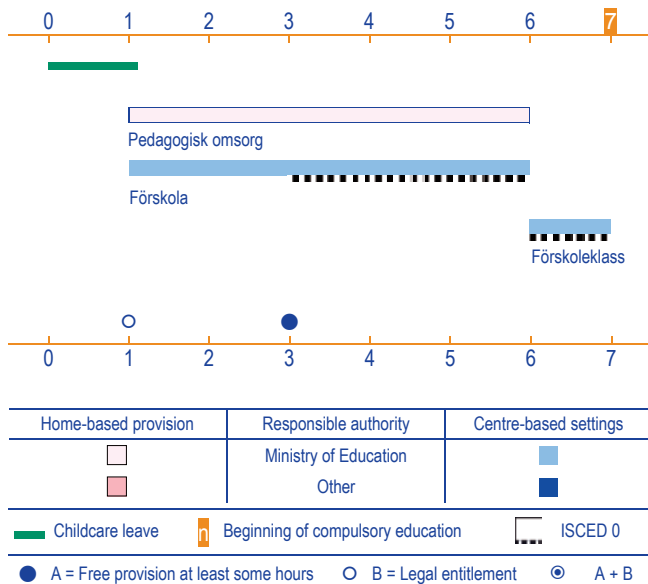 0 1 2 3 4 5 6 7
Pedagogisk omsorg
Förskola
Förskoleklass
0 1 2 3 4 5 6 7
Home-based provision Responsible authority Centre-based settings
Ministry of Education
Other
Childcare leave n Beginning of compulsory education ISCED 0
A = Free provision at least some hours B = Legal entitlement A + B